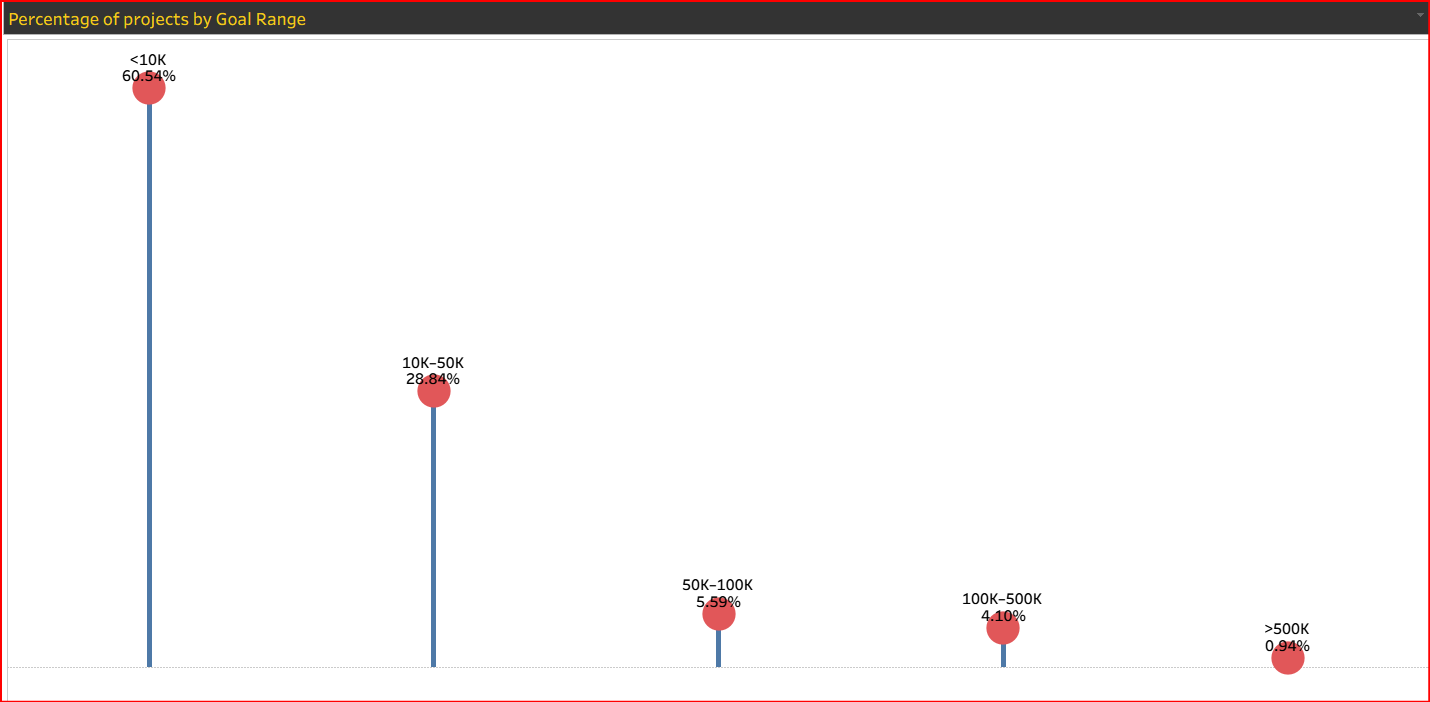 Percentage of projects by Goal Range
<10K
60.54%
10K–50K
28.84%
50K–100K
5.59%
100K–500K
4.10%
>500K
0.94%